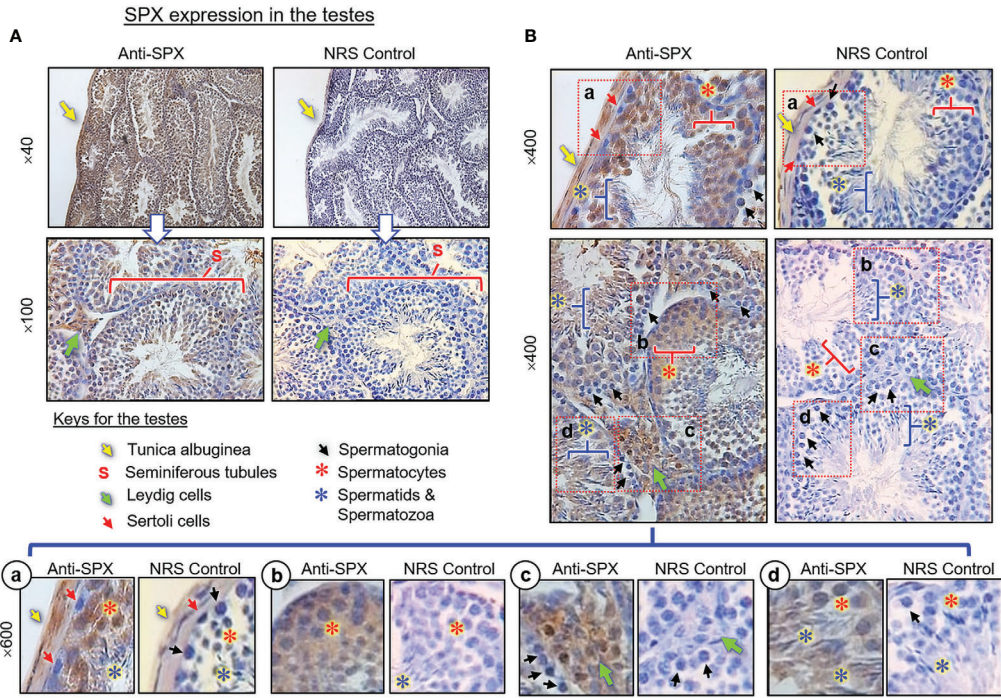 SPX expression in the testes
A
Anti-SPX
NRS Control
×40
×100
S
S
Keys for the testes
Tunica albuginea
S Seminiferous tubules
Leydig cells
Sertoli cells
Spermatogonia
* Spermatocytes
* Spermatids &
Spermatozoa
B
Anti-SPX
NRS Control
×400
a
*
*
a
*
*
×400
*
b
*
d
*
c
b
*
*
c
d
*
×600
a
Anti-SPX
NRS Control
*
*
*
*
b
Anti-SPX
NRS Control
*
*
*
c
Anti-SPX
NRS Control
d
Anti-SPX
NRS Control
*
*
*
*
*